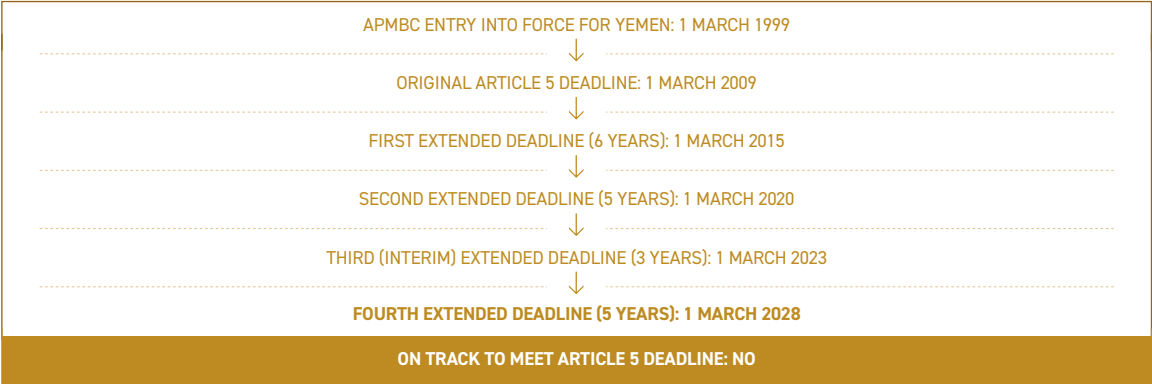 APMBC ENTRY INTO FORCE FOR YEMEN: 1 MARCH 1999
ORIGINAL ARTICLE 5 DEADLINE: 1 MARCH 2009
FIRST EXTENDED DEADLINE (6 YEARS): 1 MARCH 2015
SECOND EXTENDED DEADLINE (5 YEARS): 1 MARCH 2020
THIRD (INTERIM) EXTENDED DEADLINE (3 YEARS): 1 MARCH 2023
FOURTH EXTENDED DEADLINE (5 YEARS): 1 MARCH 2028
ON TRACK TO MEET ARTICLE 5 DEADLINE: NO